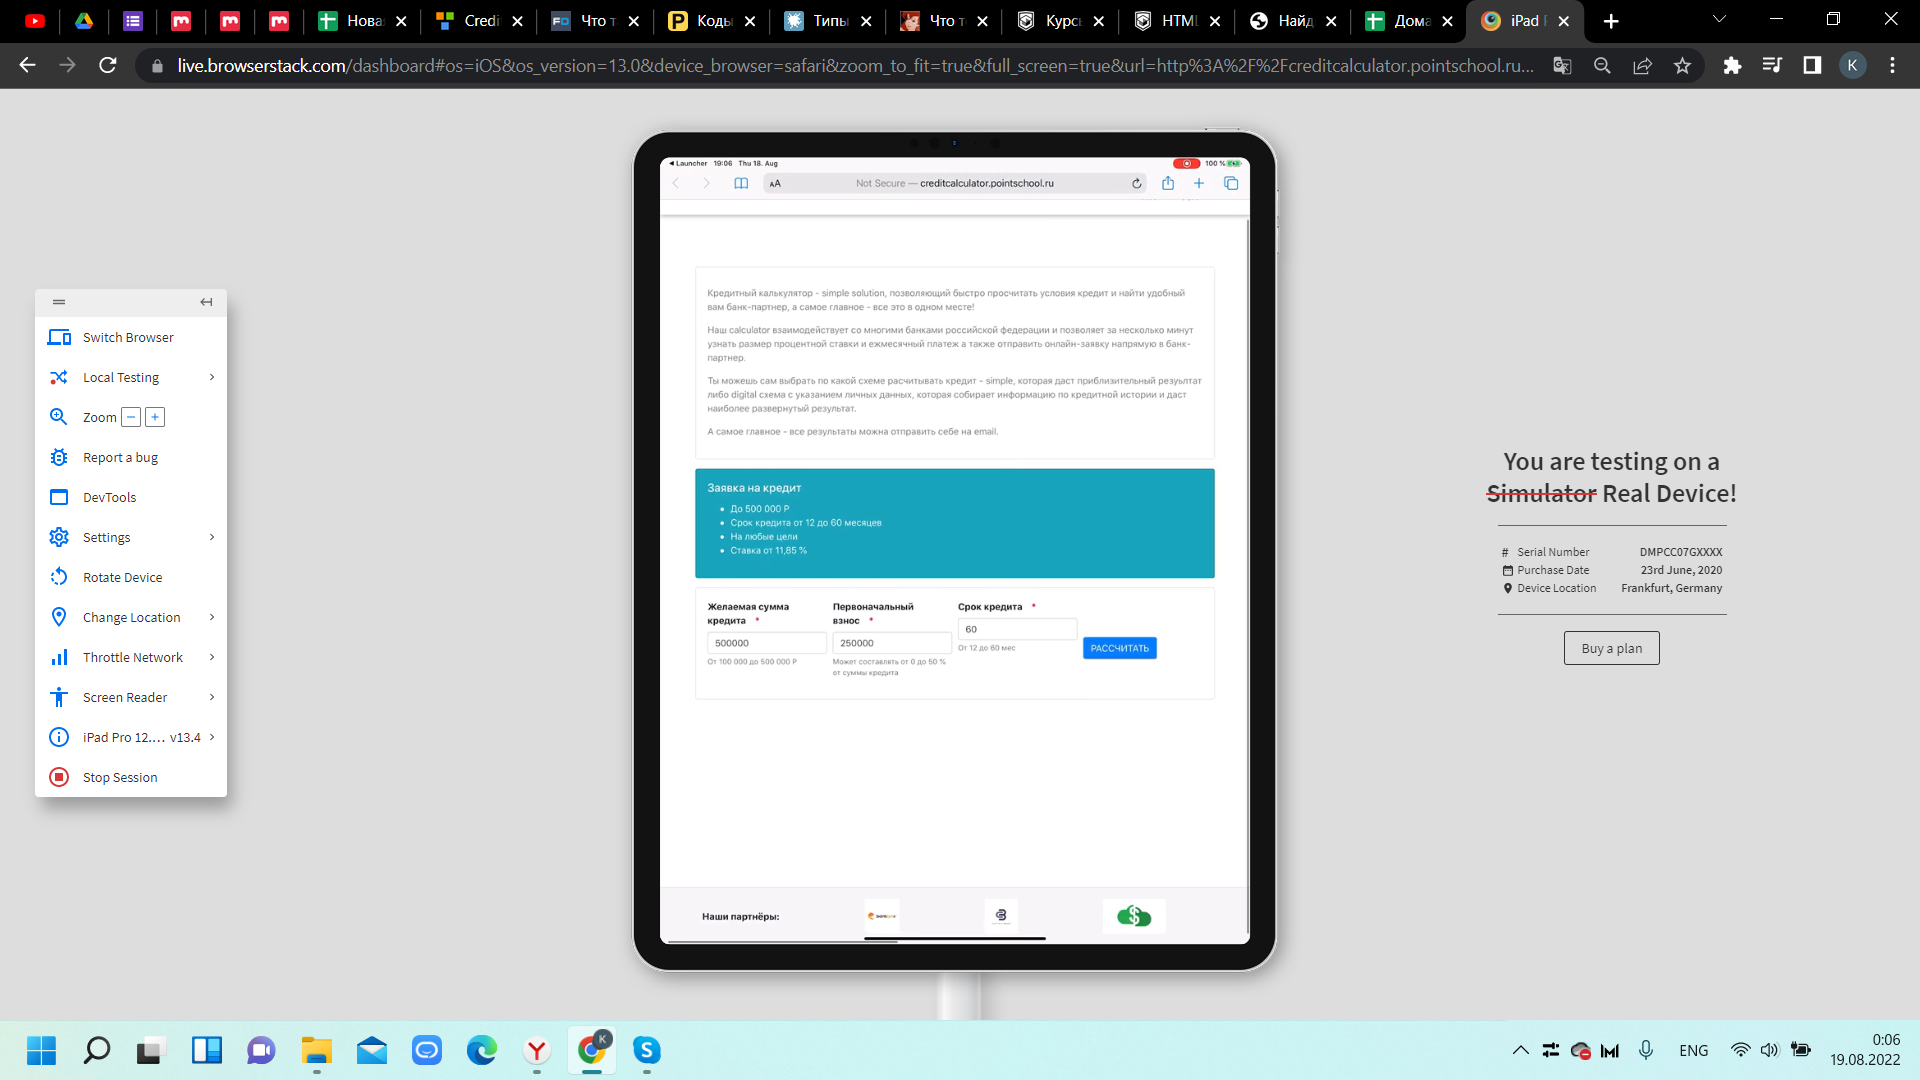 Нова
Credi
Что т
Коды
Типы
Что т
Курсы
HTML
Найд
Дома
iPad P
live.browserstack.com/dashboard#os=iOS&os_version=13.0&device_browser=safari&zoom_to_fit=true&full_screen=true&url=http%3A%2F%2Fcreditcalculator.pointschool.ru...
K
Launcher 19:06 Thu 18. Aug
100 %
AA
Not Secure — creditcalculator.pointschool.ru
Кредитный калькулятор - simple solution, позволяющий быстро просчитать условия кредит и найти удобный
вам банк-партнер, а самое главное - все это в одном месте!
Наш calculator взаимодействует со многими банками российской федерации и позволяет за несколько минут
узнать размер процентной ставки и ежмесячный платеж а также отправить онлайн-заявку напрямую в банк-
партнер.
Ты можешь сам выбрать по какой схеме расчитывать кредит - simple, которая даст приблизительный резуьлтат
либо digital схема с указанием личных данных, которая собирает информацию по кредитной истории и даст
наиболее развернутый результат.
А самое главное - все результаты можна отправить себе на email.
Заявка на кредит
До 500 000 Р
Срок кредита от 12 до 60 месяцев
На любые цели
Ставка от 11,85 %
Желаемая сумма
кредита *
500000
От 100 000 до 500 000 Р
Первоначальный
взнос *
250000
Может составлять от 0 до 50 %
от суммы кредита
Срок кредита *
60
От 12 до 60 мес
РАССЧИТАТЬ
Наши партнёры:
Switch Browser
Local Testing
Zoom
Report a bug
DevTools
Settings
Rotate Device
Change Location
Throttle Network
Screen Reader
iPad Pro 12.... v13.4
Stop Session
You are testing on a
Simulator Real Device!
# Serial Number DMPCC07GXXXX
Purchase Date 23rd June, 2020
Device Location Frankfurt, Germany
Buy a plan
K
ENG
0:06
19.08.2022